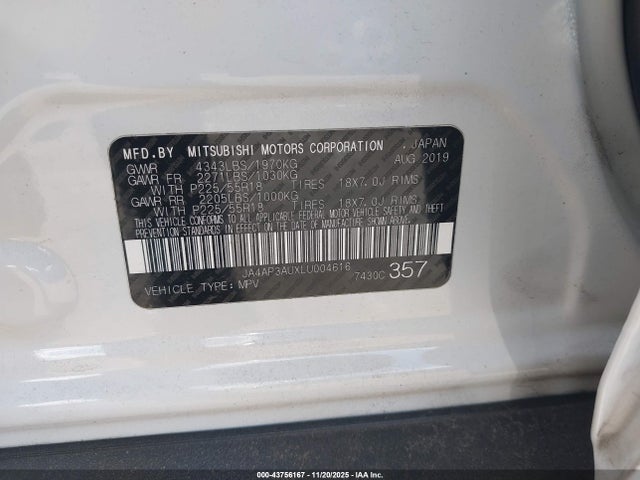 MFD.BY MITSUBISHI MOTORS CORPORATION . JAPAN
GVWR 4343LBS/1970KG AUG 2019
GAWR FR 2271LBS/1030KG
WITH P225/55R18 TIRES 18X7.0J RIMS.
GAWR RR 2205LBS/1000KG
WITH P225/55R18 TIRES 18X7.0J RIMS.
THIS VEHICLE CONFORMS TO ALL APPLICABLE FEDERAL MOTOR VEHICLE SAFETY AND THEFT
PREVENTION STANDARDS IN EFFECT ON THE DATE OF MANUFACTURE SHOWN ABOVE.
JA4AP3AUXLU004616 7430C 357
VEHICLE TYPE: MPV
000-43756167 - 11/20/2025 - IAA Inc.